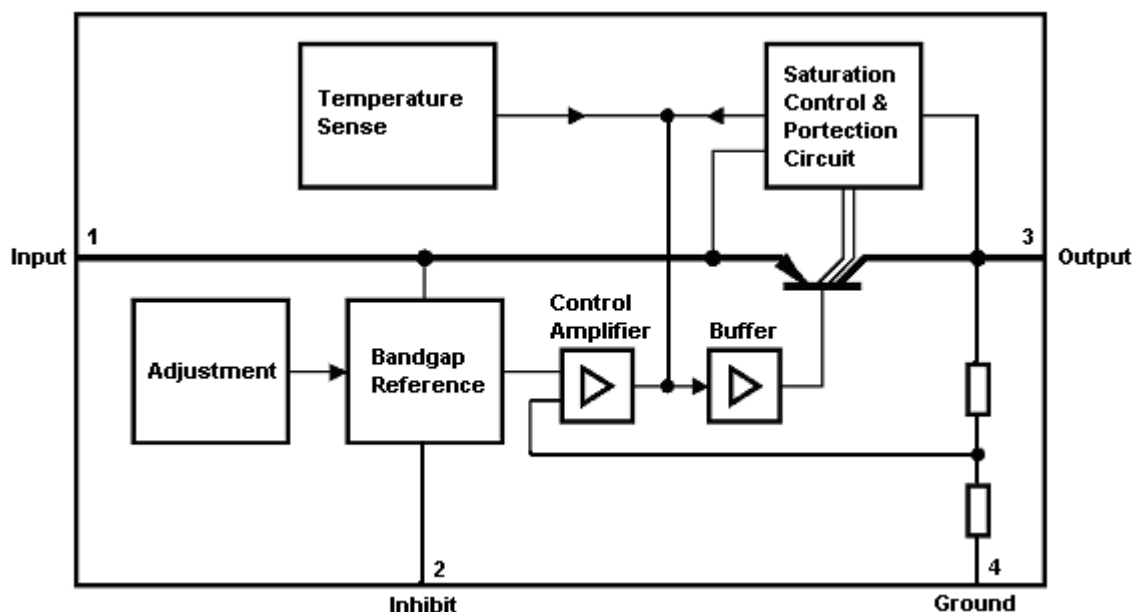 Temperature
Sense
Saturation
Control &
Portection
Circuit
1
3
Input
Output
Control
Amplifier
Buffer
Adjustment
Bandgap
Reference
2
4
Inhibit
Ground